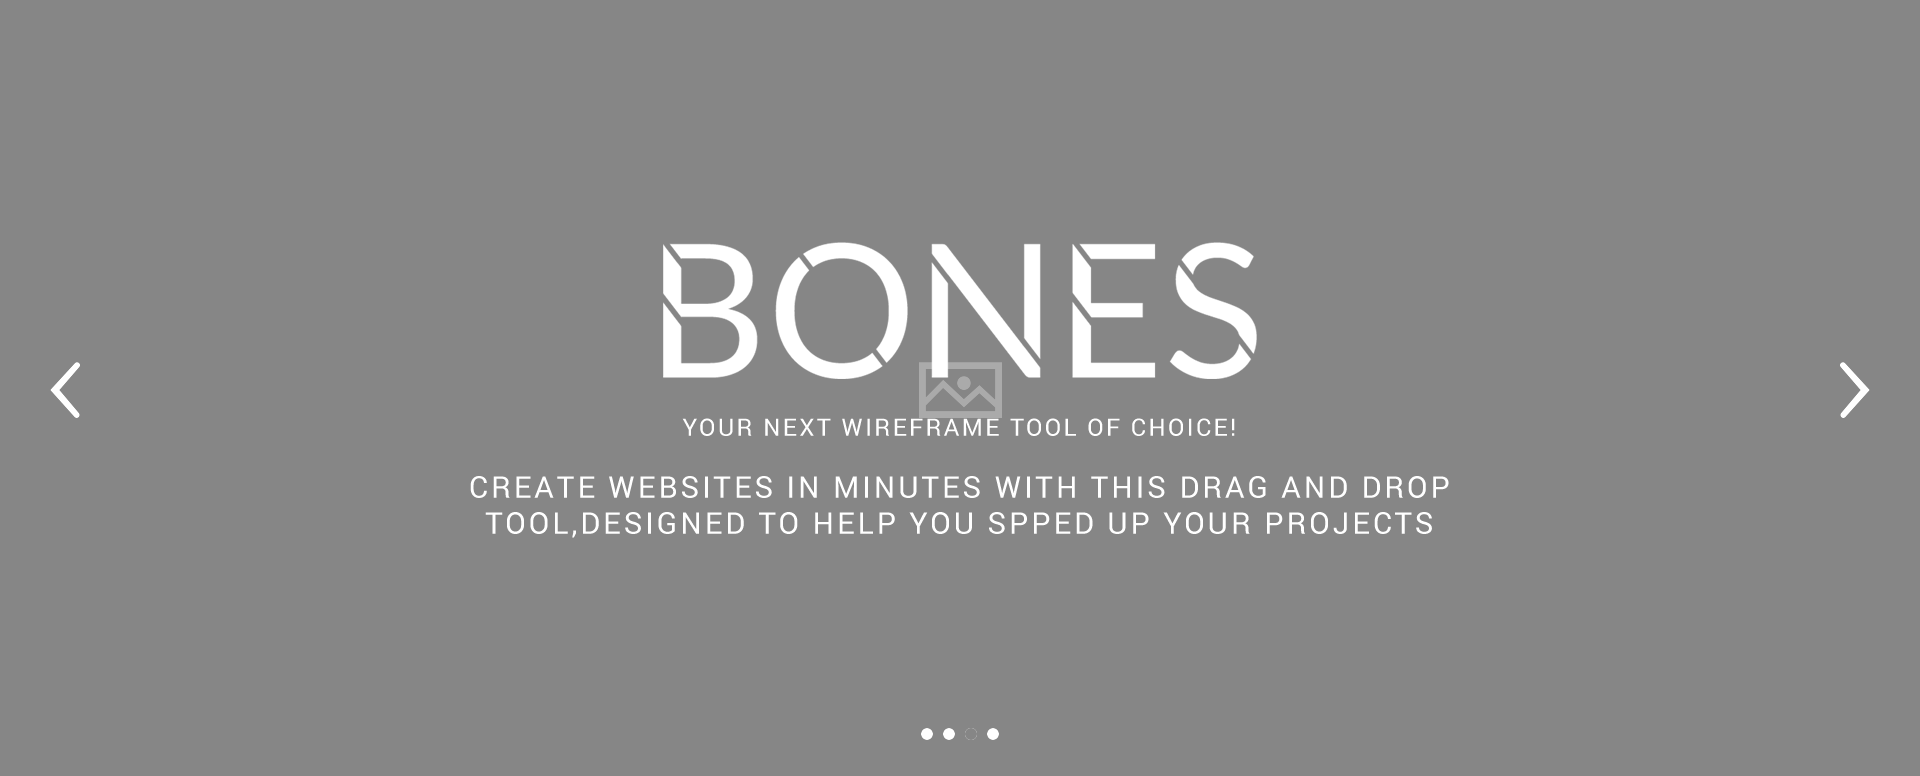 BONES
YOUR NEXT WIREFRAME TOOL OF CHOICE!
CREATE WEBSITES IN MINUTES WITH THIS DRAG AND DROP
TOOL,DESIGNED TO HELP YOU SPPED UP YOUR PROJECTS